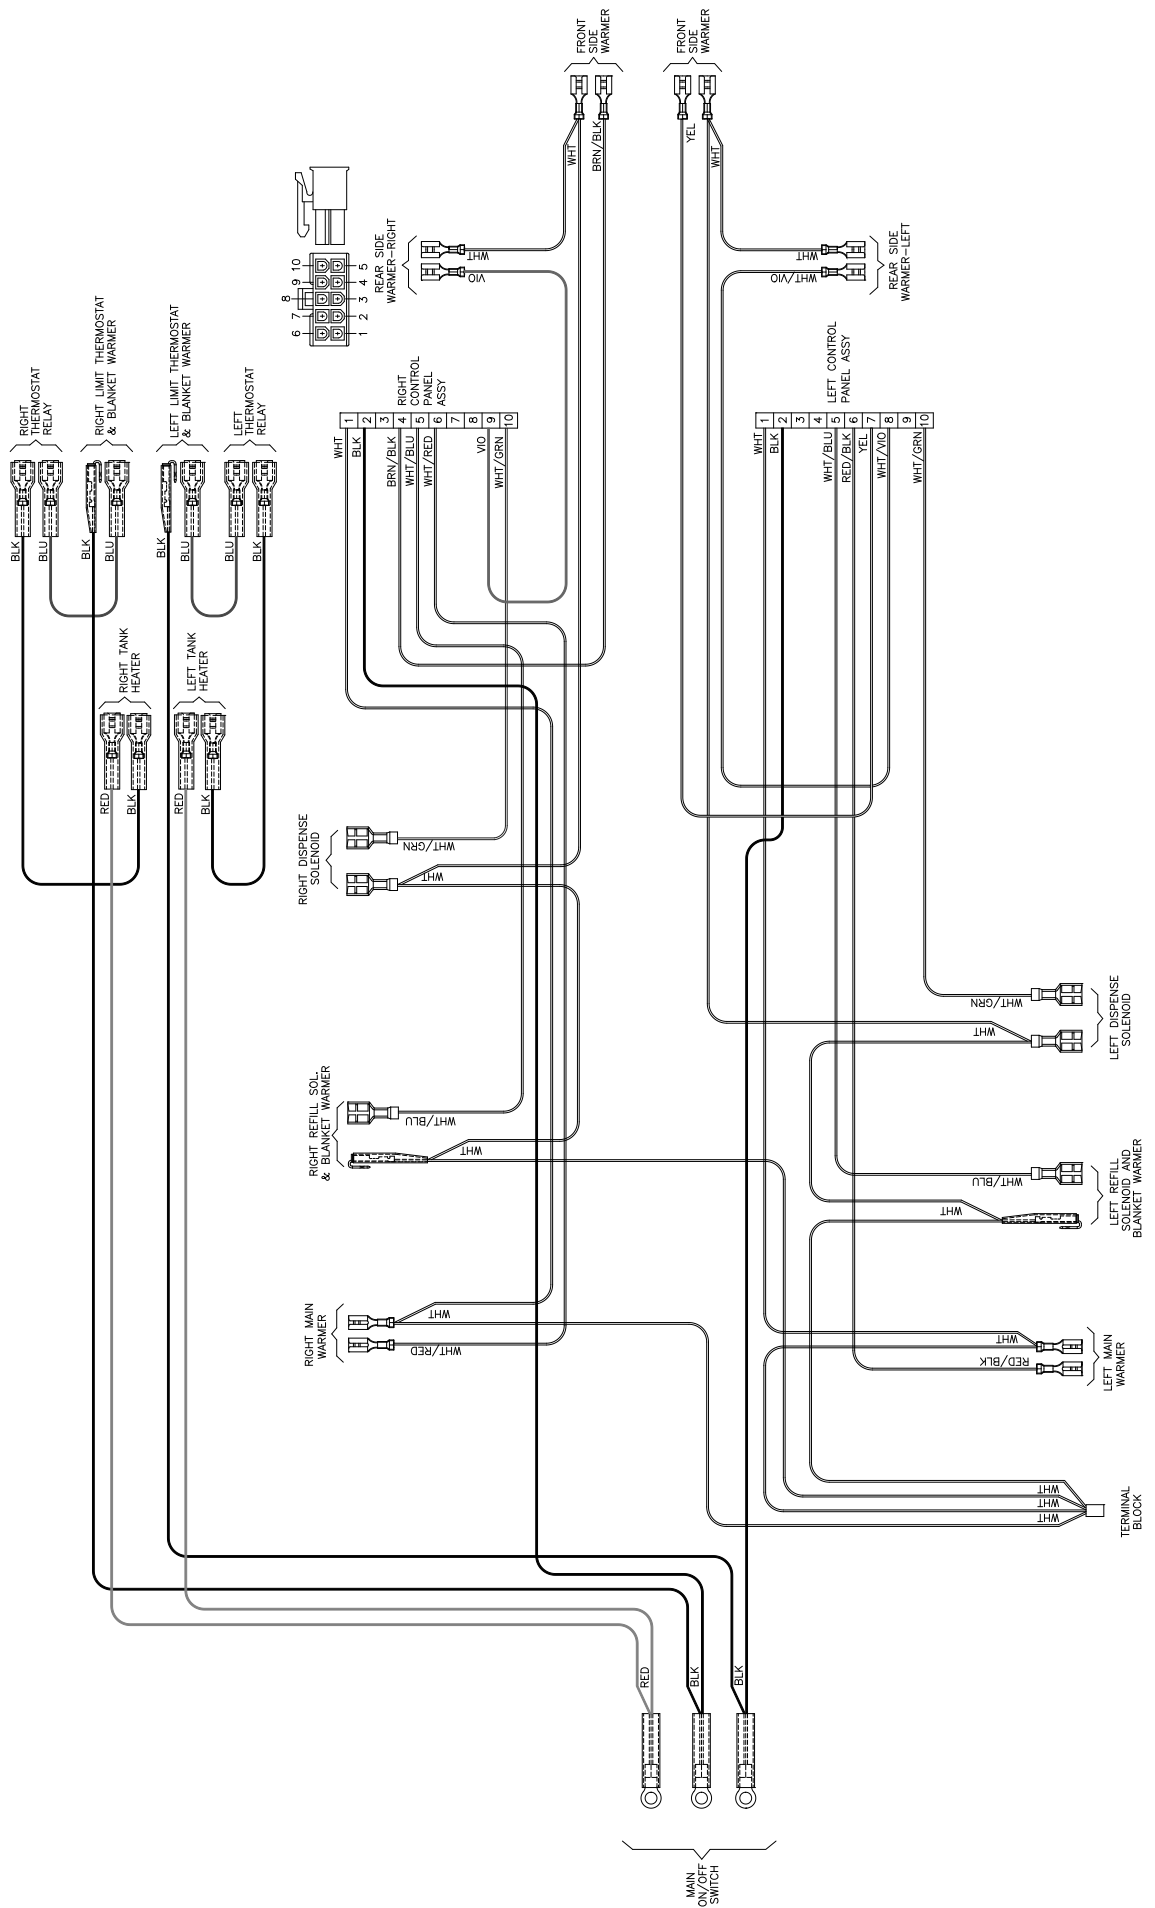 FRONT
SIDE
WARMER
FRONT
SIDE
WARMER
WHT
BRN/BLK
YEL
WHT
REAR SIDE
WARMER-RIGHT
WHT
VIO
WHT
WHT/VIO
REAR SIDE
WARMER-LEFT
10
9
8
7
6
5
4
3
2
1
RIGHT
THERMOSTAT
RELAY
RIGHT LIMIT THERMOSTAT
& BLANKET WARMER
LEFT LIMIT THERMOSTAT
& BLANKET WARMER
LEFT
THERMOSTAT
RELAY
BLK
BLU
BLK
BLU
BLK
BLU
BLU
BLK
RIGHT TANK
HEATER
LEFT TANK
HEATER
RED
BLK
RED
BLK
RIGHT
CONTROL
PANEL
ASSY
1
2
3
4
5
6
7
8
9
10
WHT
BLK
BRN/BLK
WHT/BLU
WHT/RED
VIO
WHT/GRN
LEFT CONTROL
PANEL ASSY
1
2
3
4
5
6
7
8
9
10
WHT
BLK
WHT/BLU
RED/BLK
YEL
WHT/VIO
WHT/GRN
RIGHT DISPENSE
SOLENOID
WHT/GRN
WHT
LEFT DISPENSE
SOLENOID
WHT/GRN
WHT
RIGHT REFILL SOL.
& BLANKET WARMER
WHT/BLU
WHT
LEFT REFILL
SOLENOID AND
BLANKET WARMER
WHT/BLU
WHT
RIGHT MAIN
WARMER
WHT
WHT/RED
LEFT MAIN
WARMER
WHT
RED/BLK
TERMINAL
BLOCK
WHT
WHT
WHT
RED
BLK
BLK
MAIN
ON/OFF
SWITCH